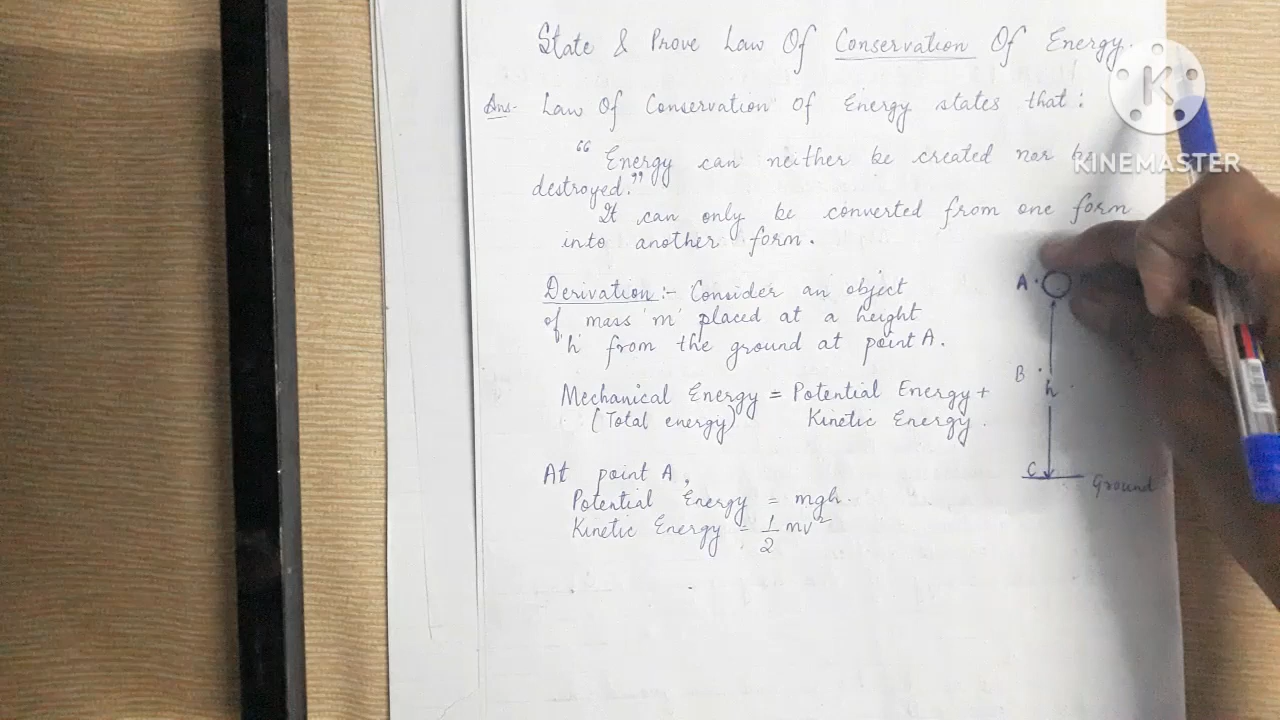 State & Prove Law Of Conservation Of Energy.
Ans- Law Of Conservation Of Energy states that :
“ Energy can neither be created nor
destroyed.”
It can only be converted from one form
into another form.
Derivation :- Consider an object
of mass 'm' placed at a height
'h' from the ground at point A.
Mechanical Energy = Potential Energy +
(Total energy) Kinetic Energy.
At point A,
Potential Energy = mgh.
Kinetic Energy = 1/2 mv²
A
B
h
C
Ground
K
KINEMASTER